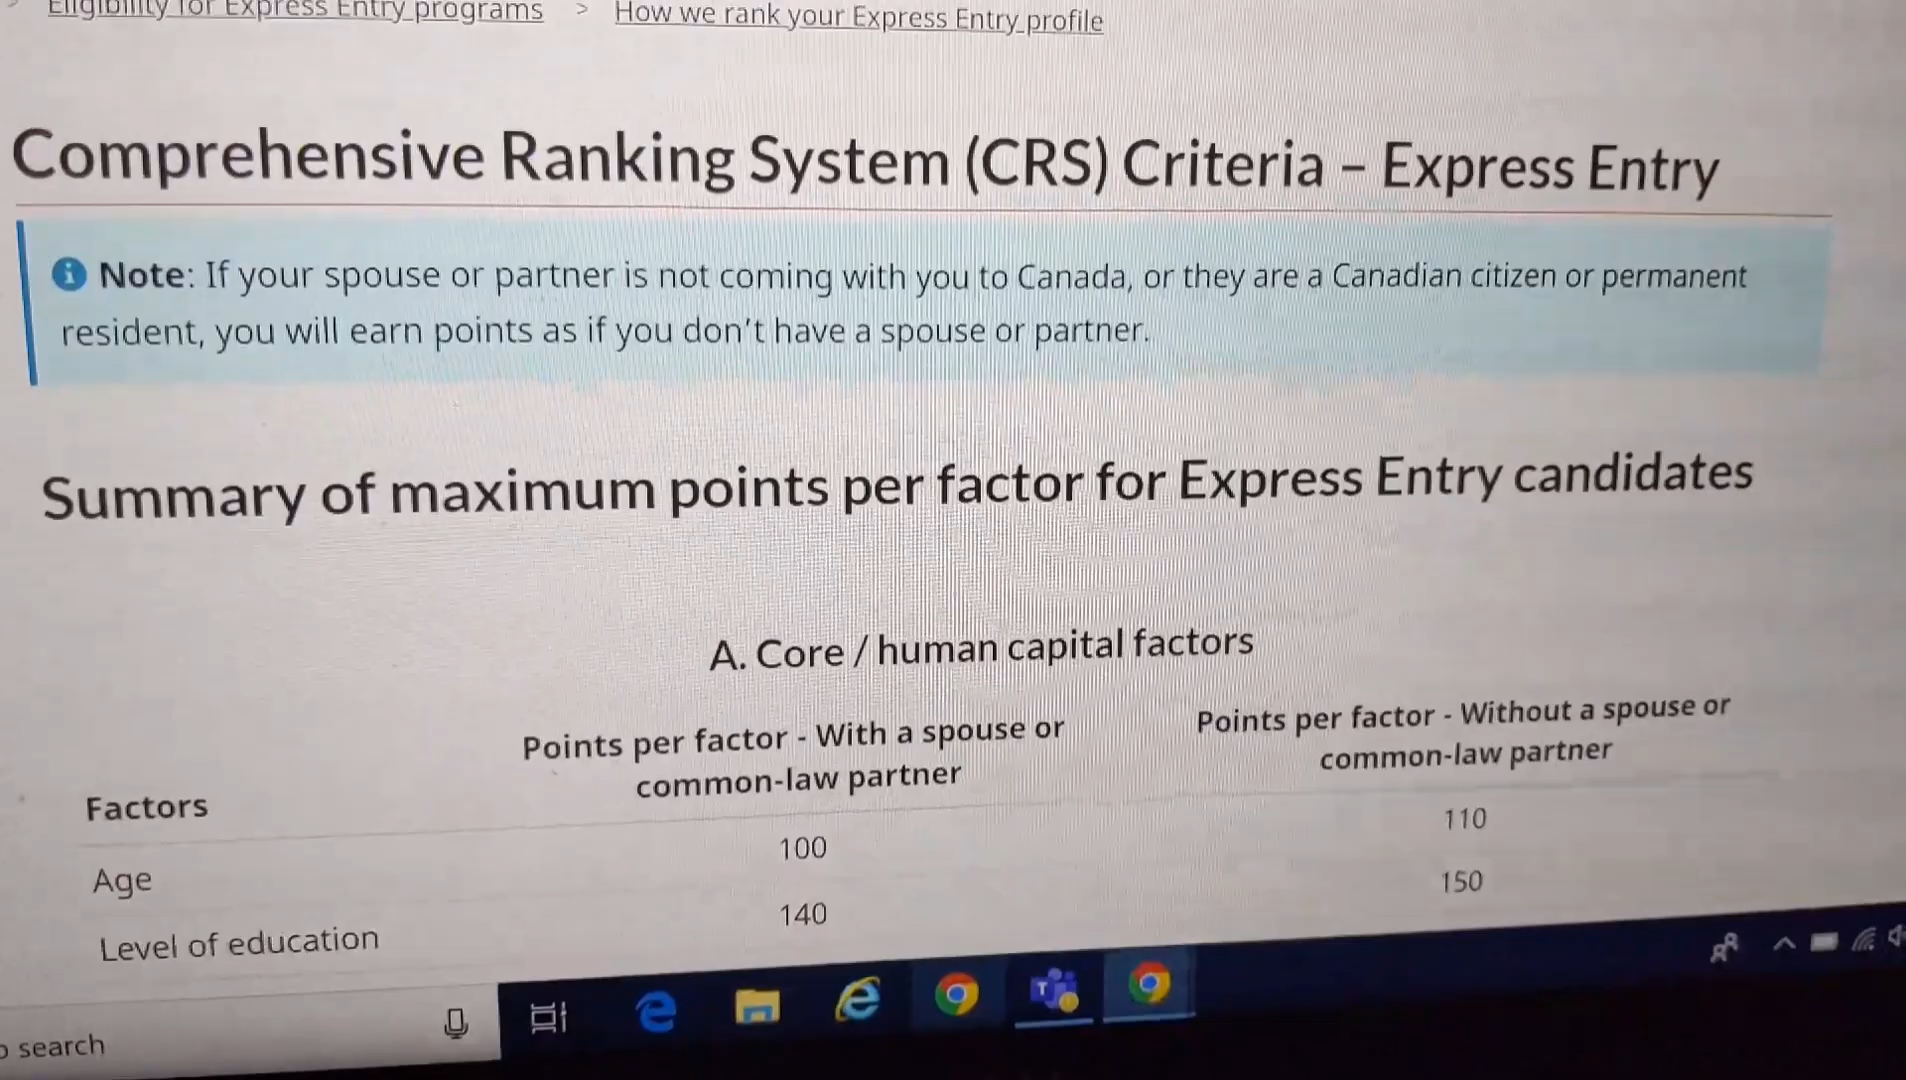 Eligibility for Express Entry programs > How we rank your Express Entry profile
Comprehensive Ranking System (CRS) Criteria – Express Entry
Note: If your spouse or partner is not coming with you to Canada, or they are a Canadian citizen or permanent
resident, you will earn points as if you don't have a spouse or partner.
Summary of maximum points per factor for Express Entry candidates
A. Core / human capital factors
Factors
Points per factor - With a spouse or
common-law partner
Points per factor - Without a spouse or
common-law partner
Age 100 110
Level of education 140 150
search